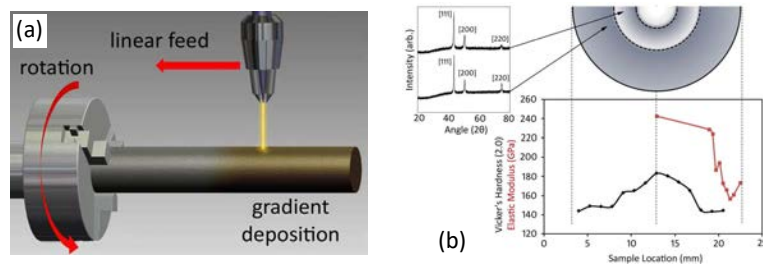 (a)
linear feed
rotation
gradient
deposition
(b)
Intensity (arb.)
[111]
[200]
[220]
[111]
[200]
[220]
20 40 60 80
Angle (2θ)
Vicker's Hardness (2.0)
Elastic Modulus (GPa)
260
240
220
200
180
160
140
120
0 5 10 15 20 25
Sample Location (mm)